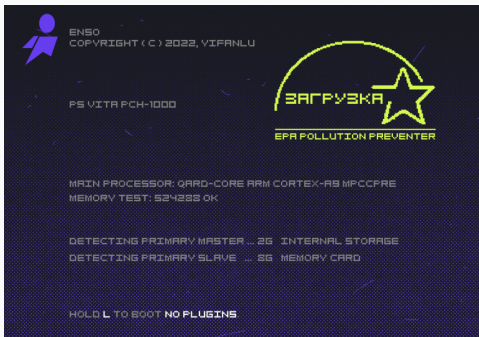 ENSO
COPYRIGHT (C) 2022, YIFANLU
ЗАГРУЗКА
PS VITA PCH-1000
EPA POLLUTION PREVENTER
MAIN PROCESSOR: QARD-CORE ARM CORTEX-A9 MPCCPRE
MEMORY TEST: 524288 OK
DETECTING PRIMARY MASTER ... 2G INTERNAL STORAGE
DETECTING PRIMARY SLAVE ... 8G MEMORY CARD
HOLD L TO BOOT NO PLUGINS.